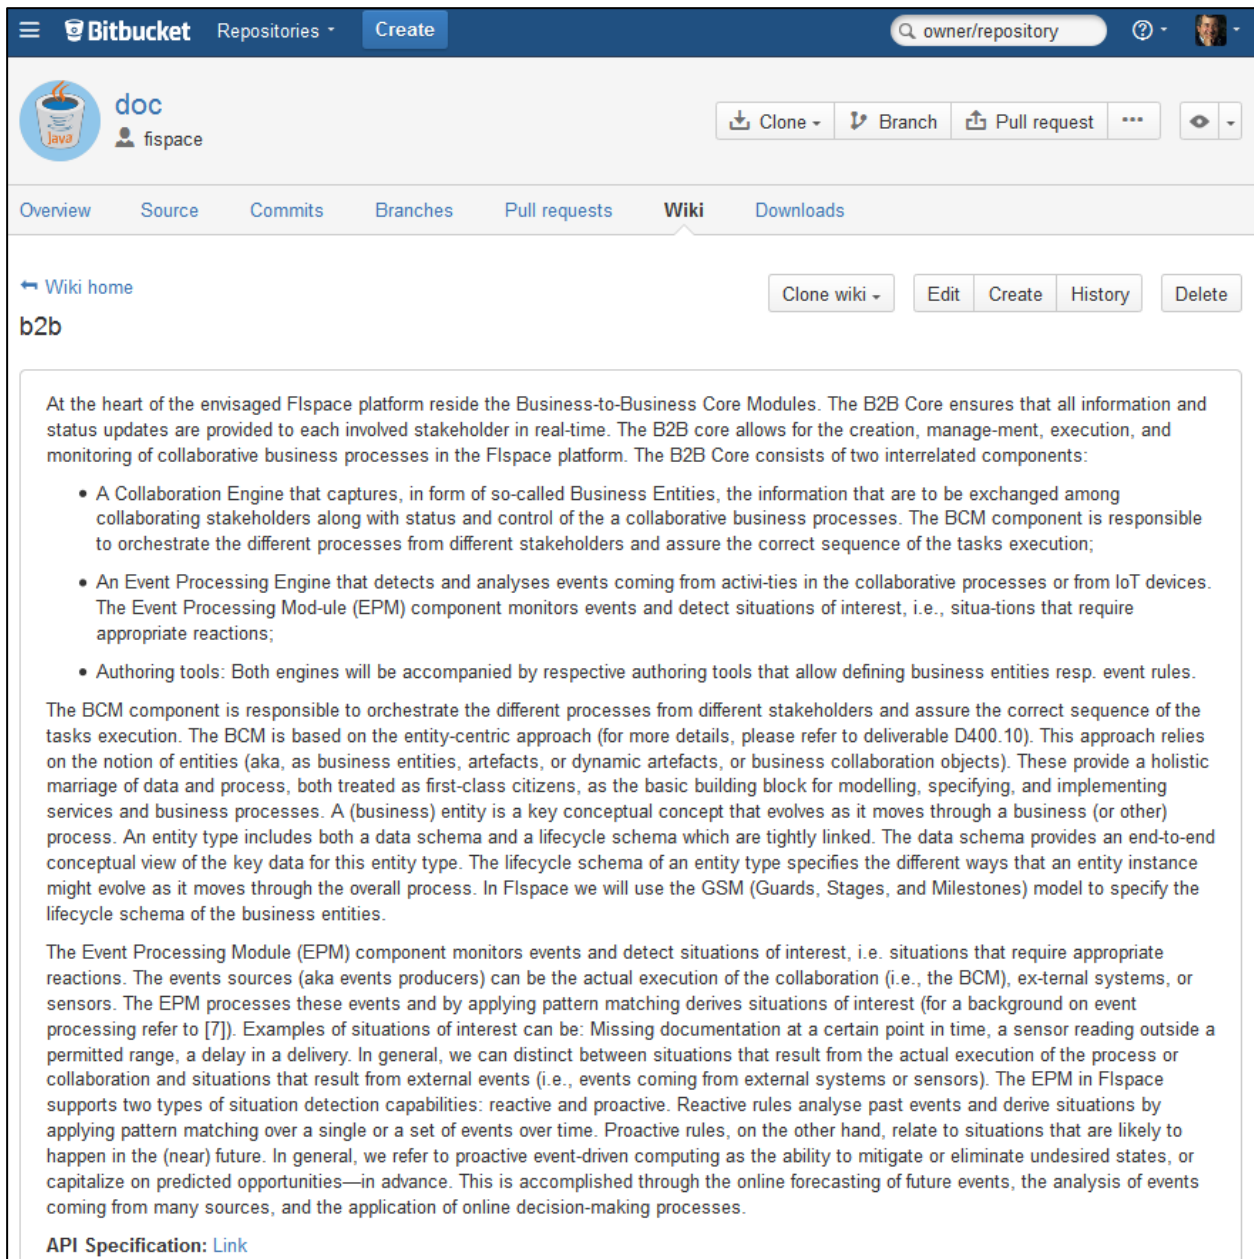 Bitbucket Repositories Create owner/repository
Java
doc
fispace
Clone Branch Pull request ...
Overview Source Commits Branches Pull requests Wiki Downloads
Wiki home
Clone wiki Edit Create History Delete
b2b
At the heart of the envisaged FIspace platform reside the Business-to-Business Core Modules. The B2B Core ensures that all information and
status updates are provided to each involved stakeholder in real-time. The B2B core allows for the creation, manage-ment, execution, and
monitoring of collaborative business processes in the FIspace platform. The B2B Core consists of two interrelated components:
• A Collaboration Engine that captures, in form of so-called Business Entities, the information that are to be exchanged among
collaborating stakeholders along with status and control of the a collaborative business processes. The BCM component is responsible
to orchestrate the different processes from different stakeholders and assure the correct sequence of the tasks execution;
• An Event Processing Engine that detects and analyses events coming from activi-ties in the collaborative processes or from IoT devices.
The Event Processing Mod-ule (EPM) component monitors events and detect situations of interest, i.e., situa-tions that require
appropriate reactions;
• Authoring tools: Both engines will be accompanied by respective authoring tools that allow defining business entities resp. event rules.
The BCM component is responsible to orchestrate the different processes from different stakeholders and assure the correct sequence of the
tasks execution. The BCM is based on the entity-centric approach (for more details, please refer to deliverable D400.10). This approach relies
on the notion of entities (aka, as business entities, artefacts, or dynamic artefacts, or business collaboration objects). These provide a holistic
marriage of data and process, both treated as first-class citizens, as the basic building block for modelling, specifying, and implementing
services and business processes. A (business) entity is a key conceptual concept that evolves as it moves through a business (or other)
process. An entity type includes both a data schema and a lifecycle schema which are tightly linked. The data schema provides an end-to-end
conceptual view of the key data for this entity type. The lifecycle schema of an entity type specifies the different ways that an entity instance
might evolve as it moves through the overall process. In FIspace we will use the GSM (Guards, Stages, and Milestones) model to specify the
lifecycle schema of the business entities.
The Event Processing Module (EPM) component monitors events and detect situations of interest, i.e. situations that require appropriate
reactions. The events sources (aka events producers) can be the actual execution of the collaboration (i.e., the BCM), ex-ternal systems, or
sensors. The EPM processes these events and by applying pattern matching derives situations of interest (for a background on event
processing refer to [7]). Examples of situations of interest can be: Missing documentation at a certain point in time, a sensor reading outside a
permitted range, a delay in a delivery. In general, we can distinct between situations that result from the actual execution of the process or
collaboration and situations that result from external events (i.e., events coming from external systems or sensors). The EPM in FIspace
supports two types of situation detection capabilities: reactive and proactive. Reactive rules analyse past events and derive situations by
applying pattern matching over a single or a set of events over time. Proactive rules, on the other hand, relate to situations that are likely to
happen in the (near) future. In general, we refer to proactive event-driven computing as the ability to mitigate or eliminate undesired states, or
capitalize on predicted opportunities—in advance. This is accomplished through the online forecasting of future events, the analysis of events
coming from many sources, and the application of online decision-making processes.
API Specification: Link